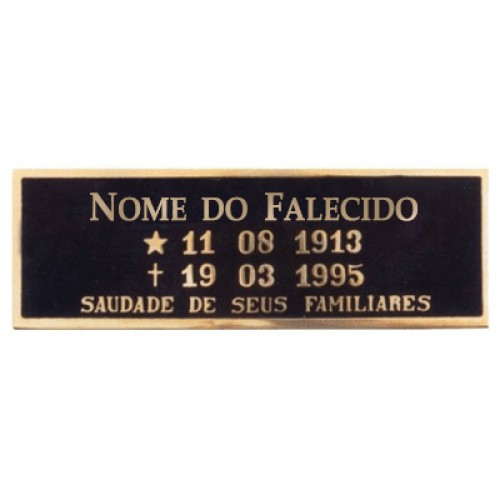 NOME DO FALECIDO
★ 11 08 1913
† 19 03 1995
SAUDADE DE SEUS FAMILIARES